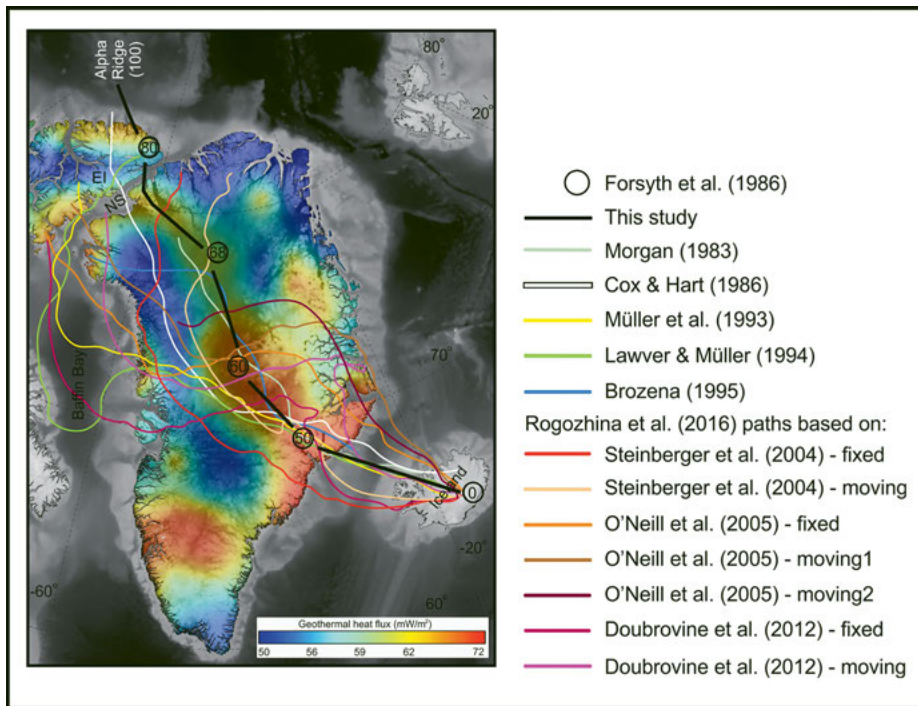 Alpha
Ridge
(100)
80°
20°
80
EI
NS
68
70°
60
Baffin Bay
50
Iceland
0
-20°
-60°
60°
Geothermal heat flux (mW/m²)
50 56 59 62 72
Forsyth et al. (1986)
This study
Morgan (1983)
Cox & Hart (1986)
Müller et al. (1993)
Lawver & Müller (1994)
Brozena (1995)
Rogozhina et al. (2016) paths based on:
Steinberger et al. (2004) - fixed
Steinberger et al. (2004) - moving
O'Neill et al. (2005) - fixed
O'Neill et al. (2005) - moving1
O'Neill et al. (2005) - moving2
Doubrovine et al. (2012) - fixed
Doubrovine et al. (2012) - moving